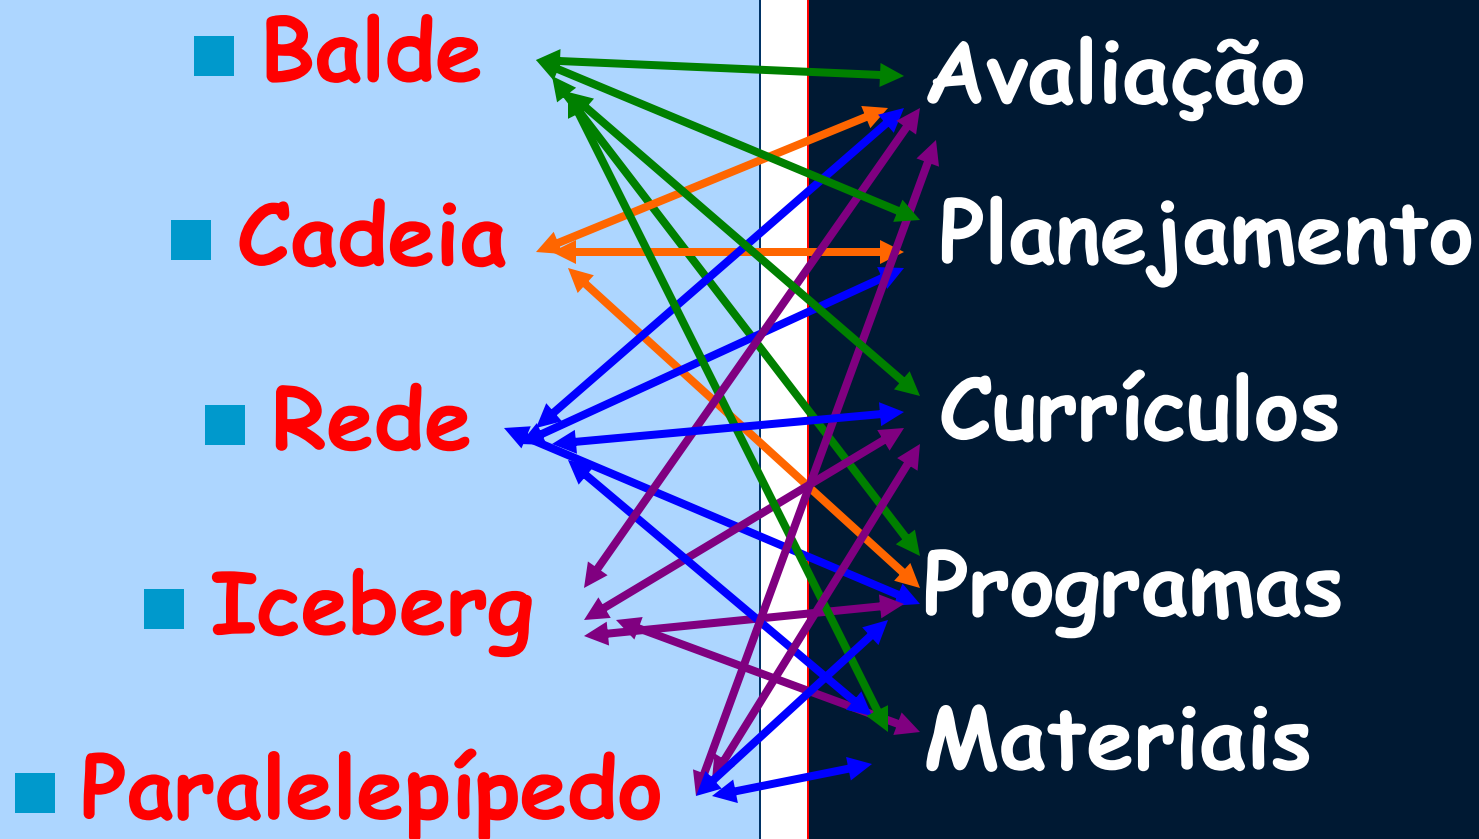 Balde
Cadeia
Rede
Iceberg
Paralelepípedo
Avaliação
Planejamento
Currículos
Programas
Materiais